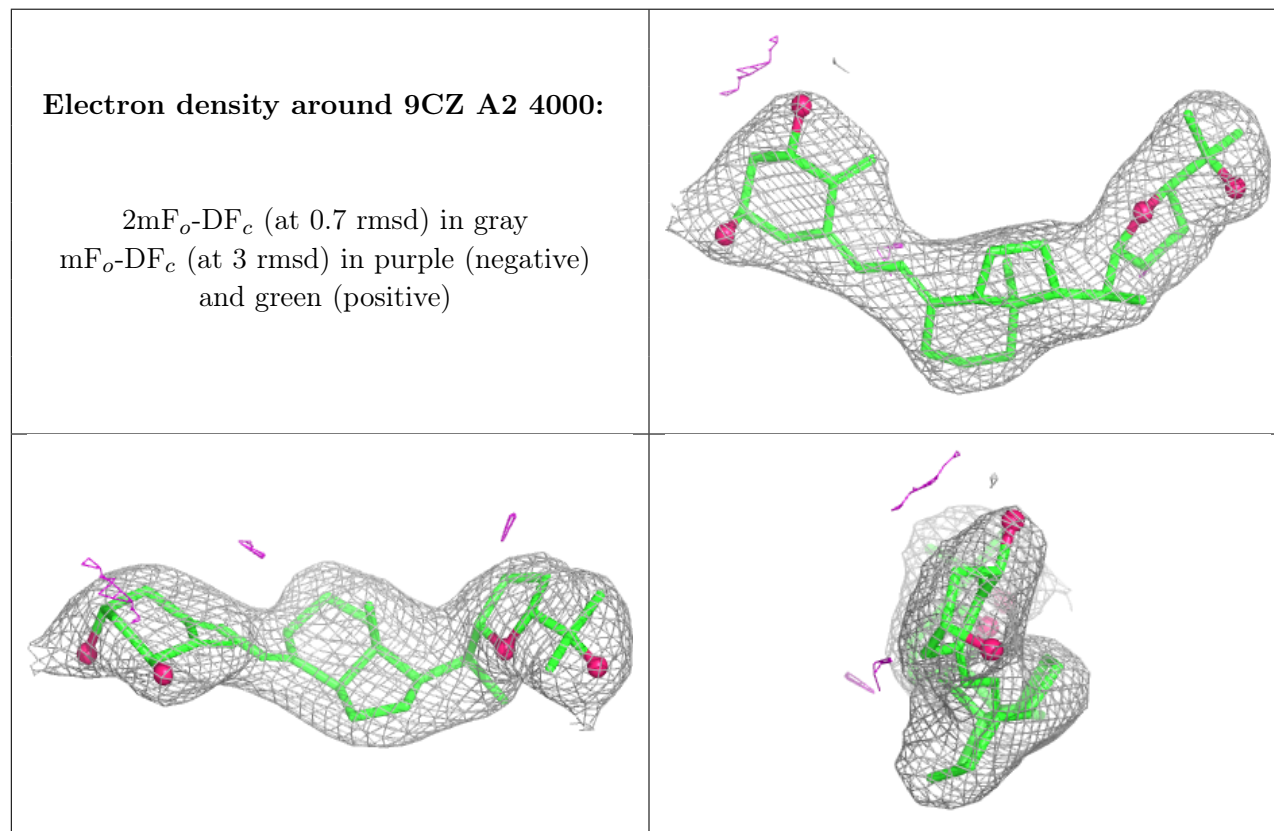 Electron density around 9CZ A2 4000:
2mFo-DFc (at 0.7 rmsd) in gray
mFo-DFc (at 3 rmsd) in purple (negative)
and green (positive)